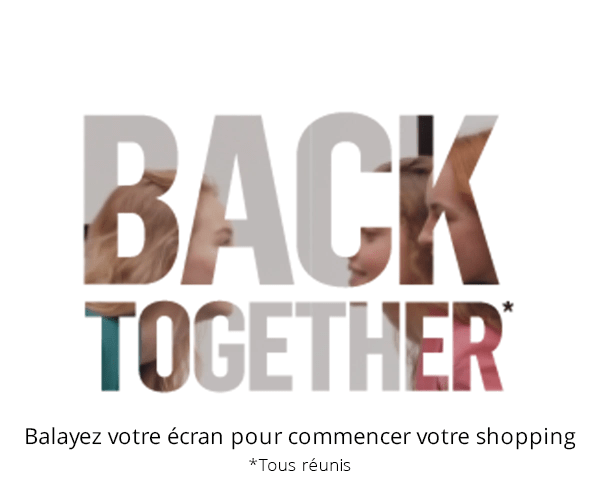 BACK
TOGETHER*
Balayez votre écran pour commencer votre shopping
*Tous réunis